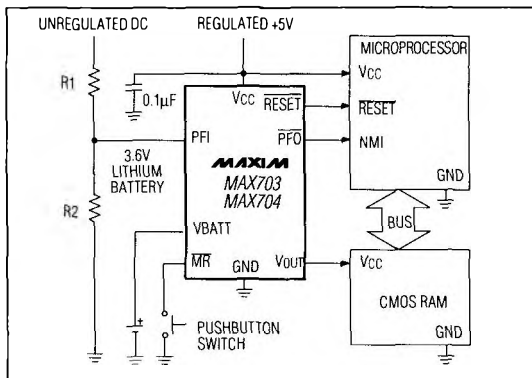 UNREGULATED DC
REGULATED +5V
MICROPROCESSOR
R1
0.1µF
VCC
RESET
VCC
RESET
PFI
PFO
NMI
3.6V
LITHIUM
BATTERY
MAXIM
MAX703
MAX704
GND
R2
BUS
VBATT
MR
GND
VOUT
VCC
CMOS RAM
PUSHBUTTON
SWITCH
GND
+